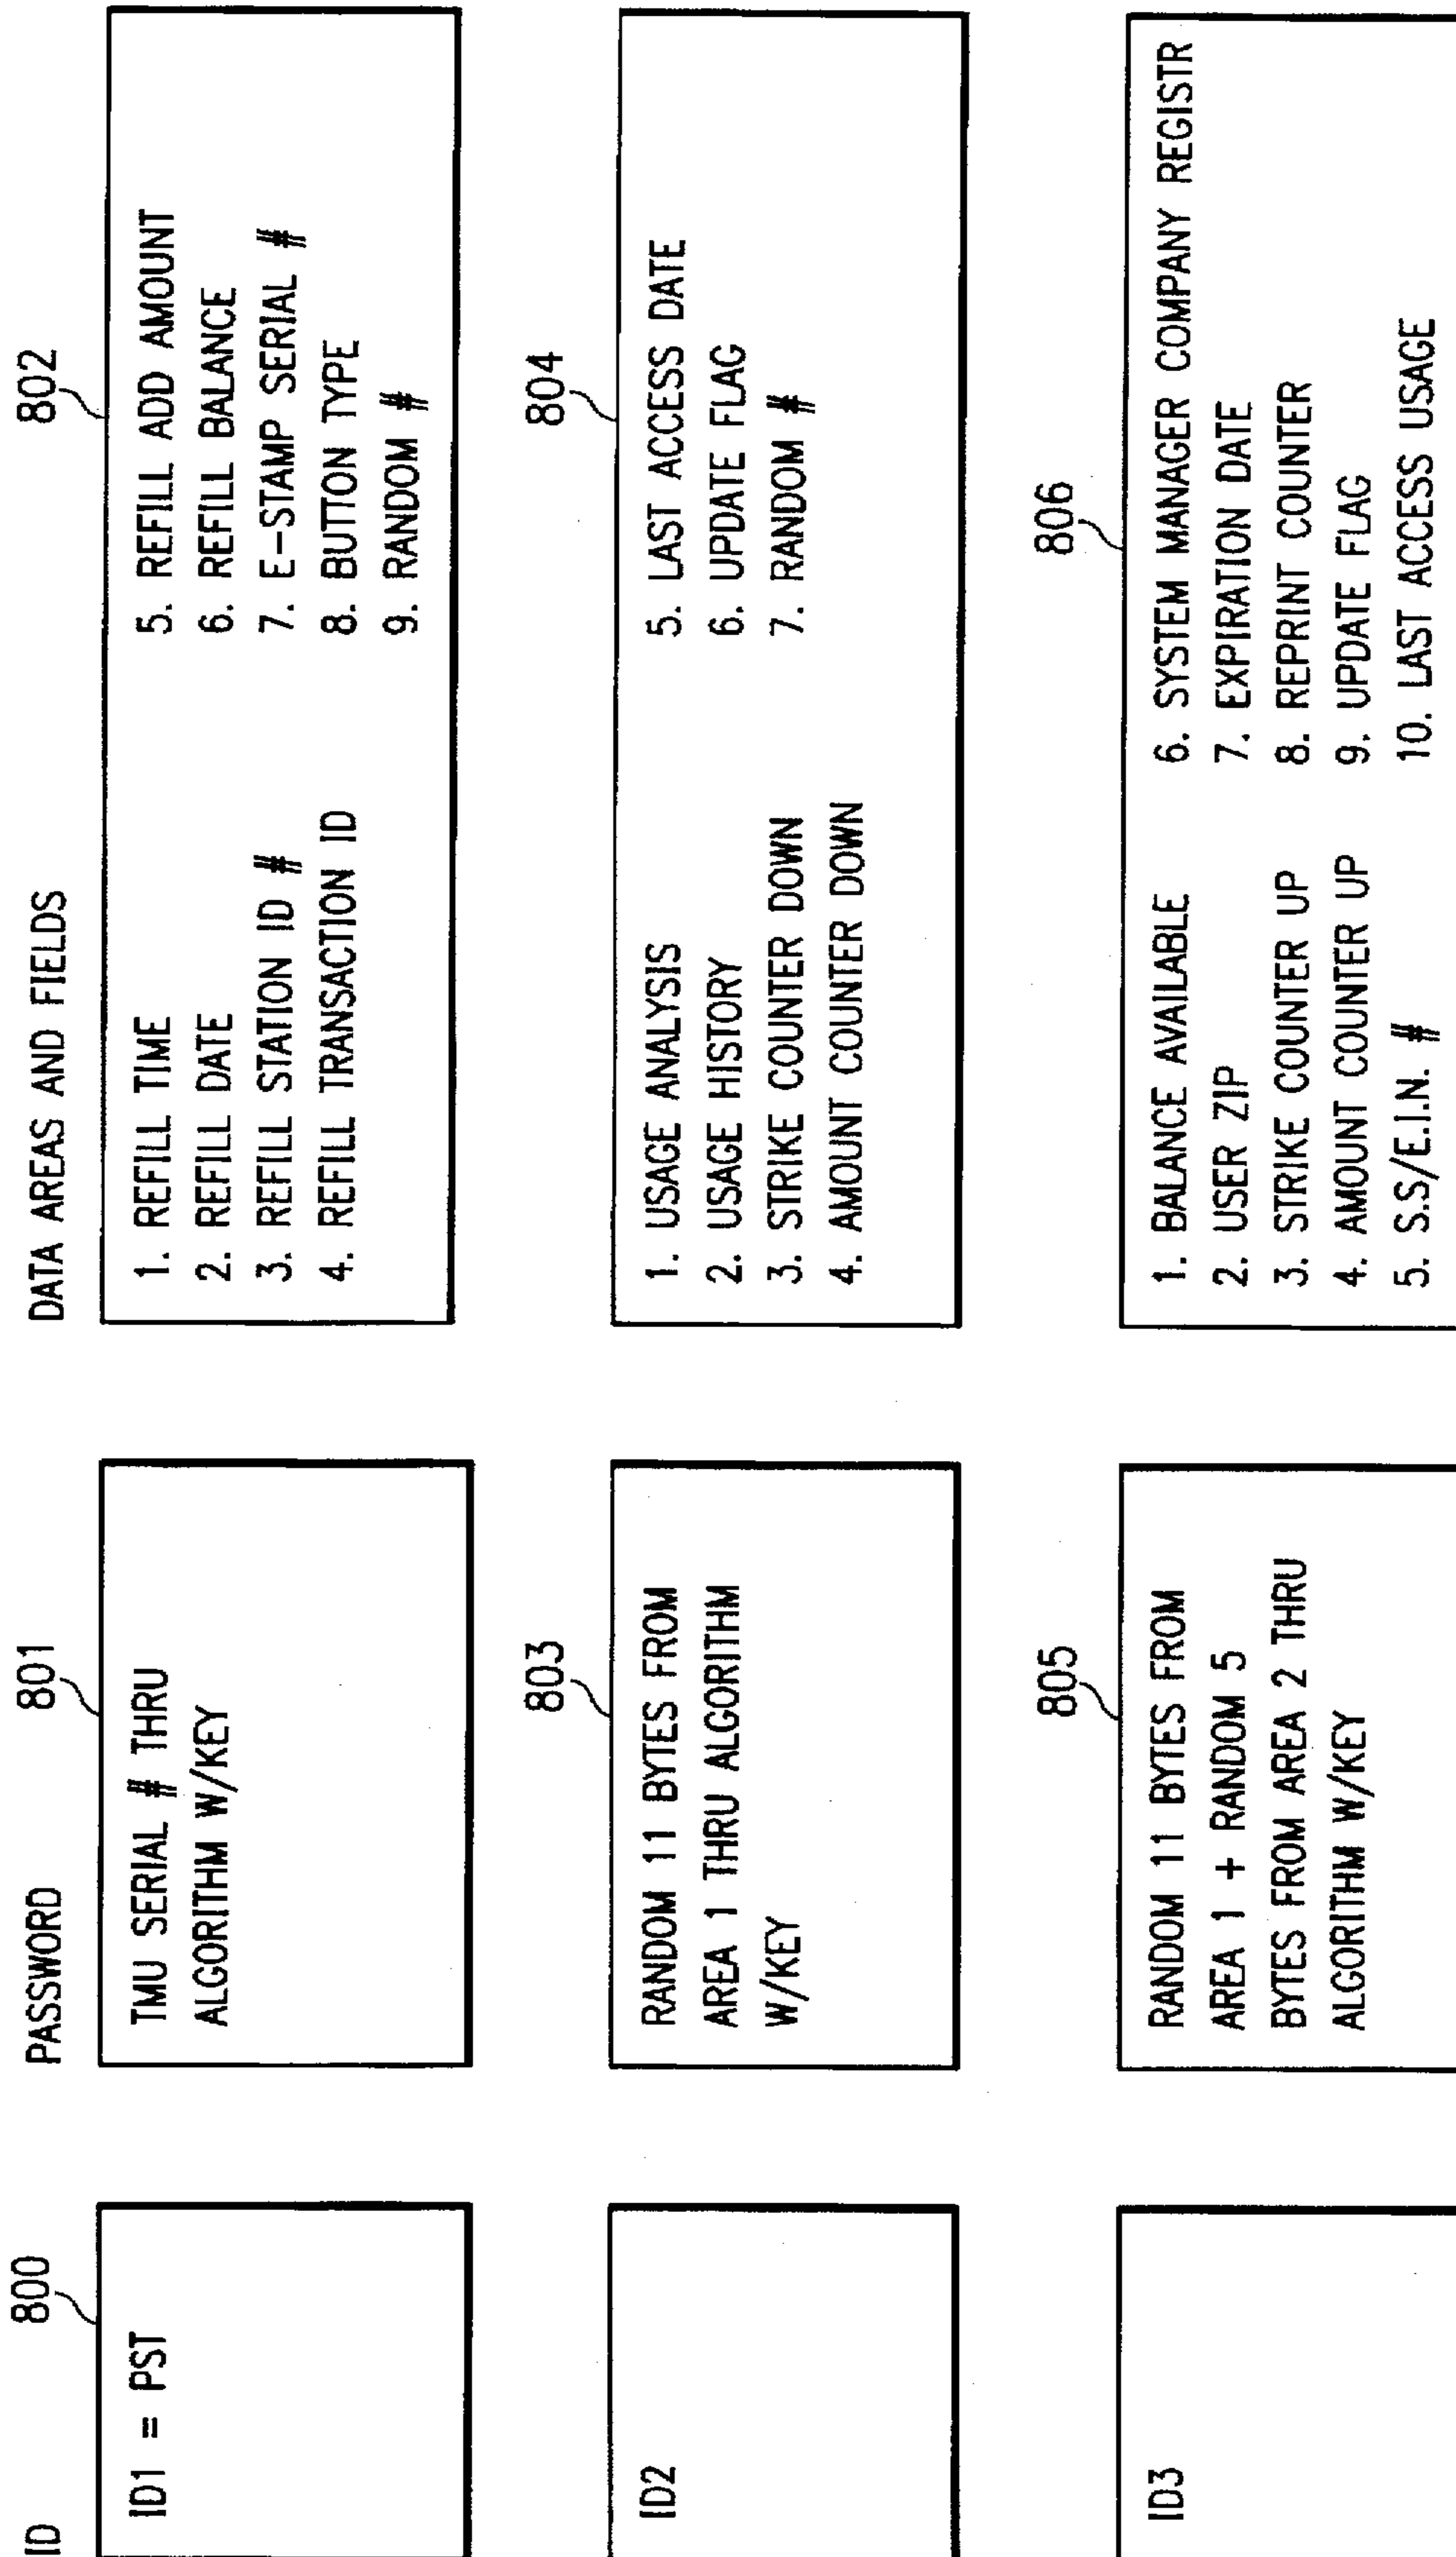 ID
PASSWORD
DATA AREAS AND FIELDS
800
801
802
ID1 = PST
TMU SERIAL # THRU
ALGORITHM W/KEY
1. REFILL TIME
2. REFILL DATE
3. REFILL STATION ID #
4. REFILL TRANSACTION ID
5. REFILL ADD AMOUNT
6. REFILL BALANCE
7. E-STAMP SERIAL #
8. BUTTON TYPE
9. RANDOM #
803
804
ID2
RANDOM 11 BYTES FROM
AREA 1 THRU ALGORITHM
W/KEY
1. USAGE ANALYSIS
2. USAGE HISTORY
3. STRIKE COUNTER DOWN
4. AMOUNT COUNTER DOWN
5. LAST ACCESS DATE
6. UPDATE FLAG
7. RANDOM #
805
806
ID3
RANDOM 11 BYTES FROM
AREA 1 + RANDOM 5
BYTES FROM AREA 2 THRU
ALGORITHM W/KEY
1. BALANCE AVAILABLE
2. USER ZIP
3. STRIKE COUNTER UP
4. AMOUNT COUNTER UP
5. S.S/E.I.N. #
6. SYSTEM MANAGER COMPANY REGISTR
7. EXPIRATION DATE
8. REPRINT COUNTER
9. UPDATE FLAG
10. LAST ACCESS USAGE